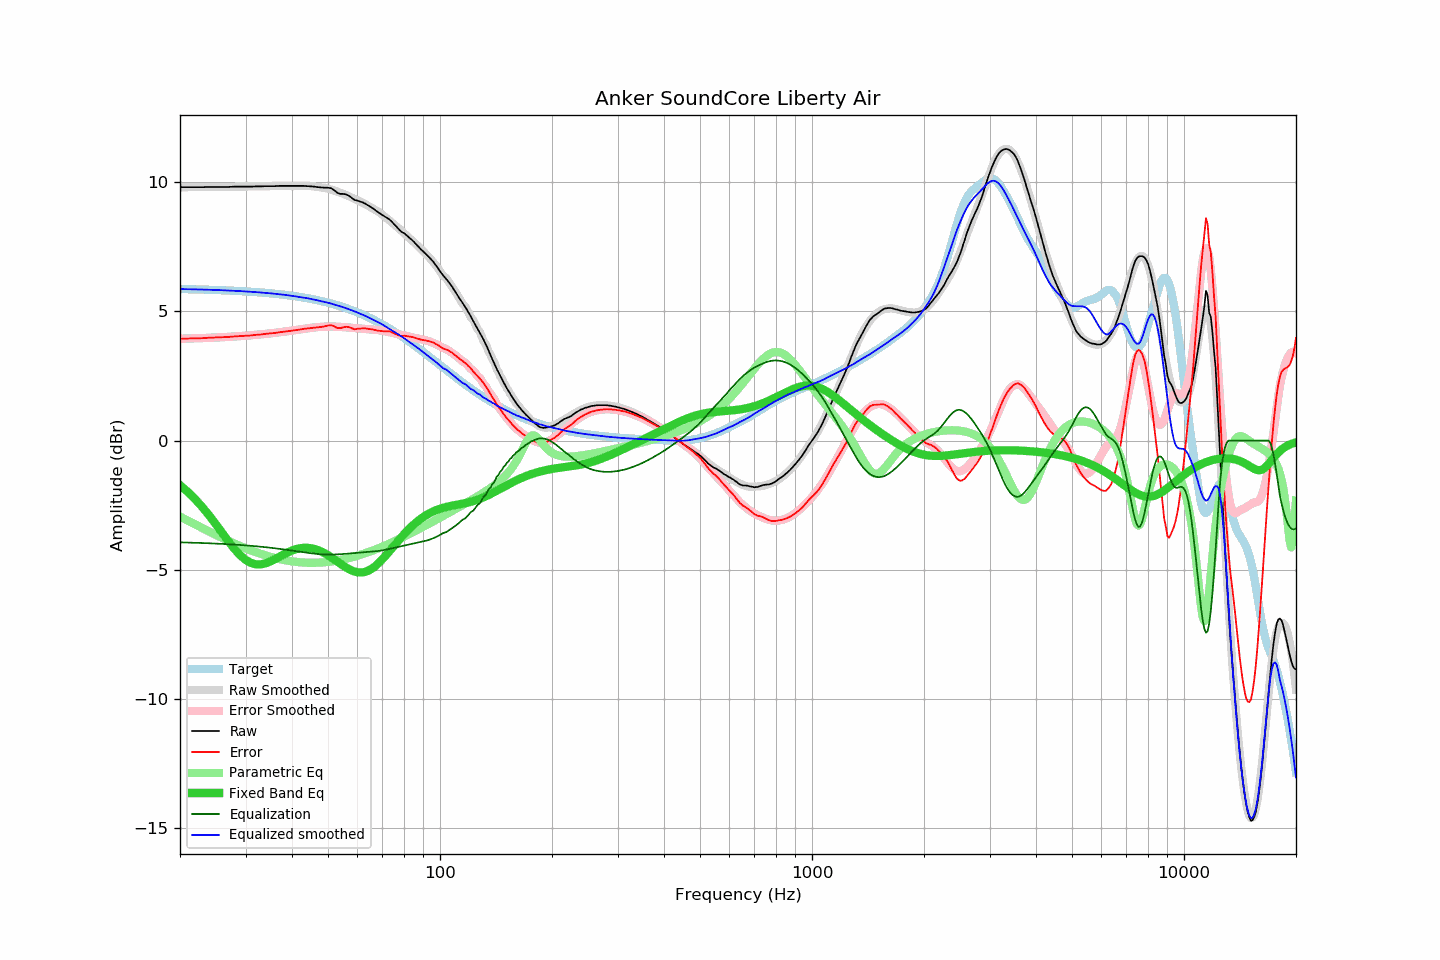 Anker SoundCore Liberty Air
10
5
0
−5
−10
−15
Amplitude (dBr)
Target
Raw Smoothed
Error Smoothed
Raw
Error
Parametric Eq
Fixed Band Eq
Equalization
Equalized smoothed
100 1000 10000
Frequency (Hz)